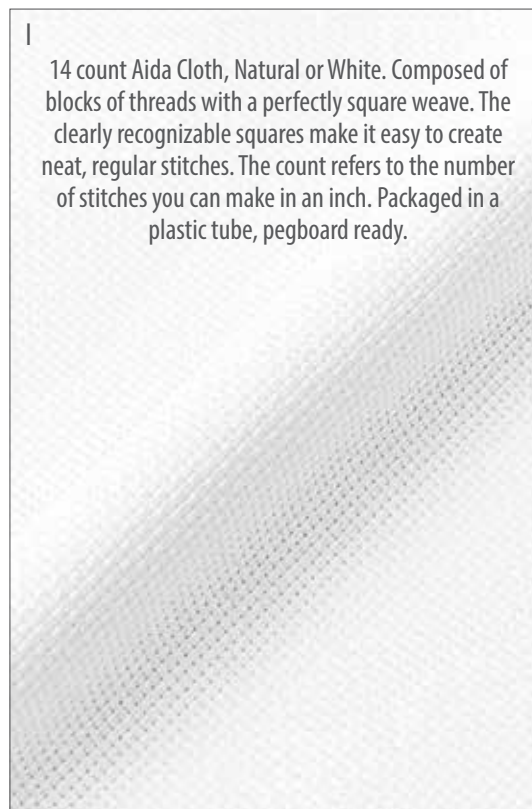 I
14 count Aida Cloth, Natural or White. Composed of
blocks of threads with a perfectly square weave. The
clearly recognizable squares make it easy to create
neat, regular stitches. The count refers to the number
of stitches you can make in an inch. Packaged in a
plastic tube, pegboard ready.